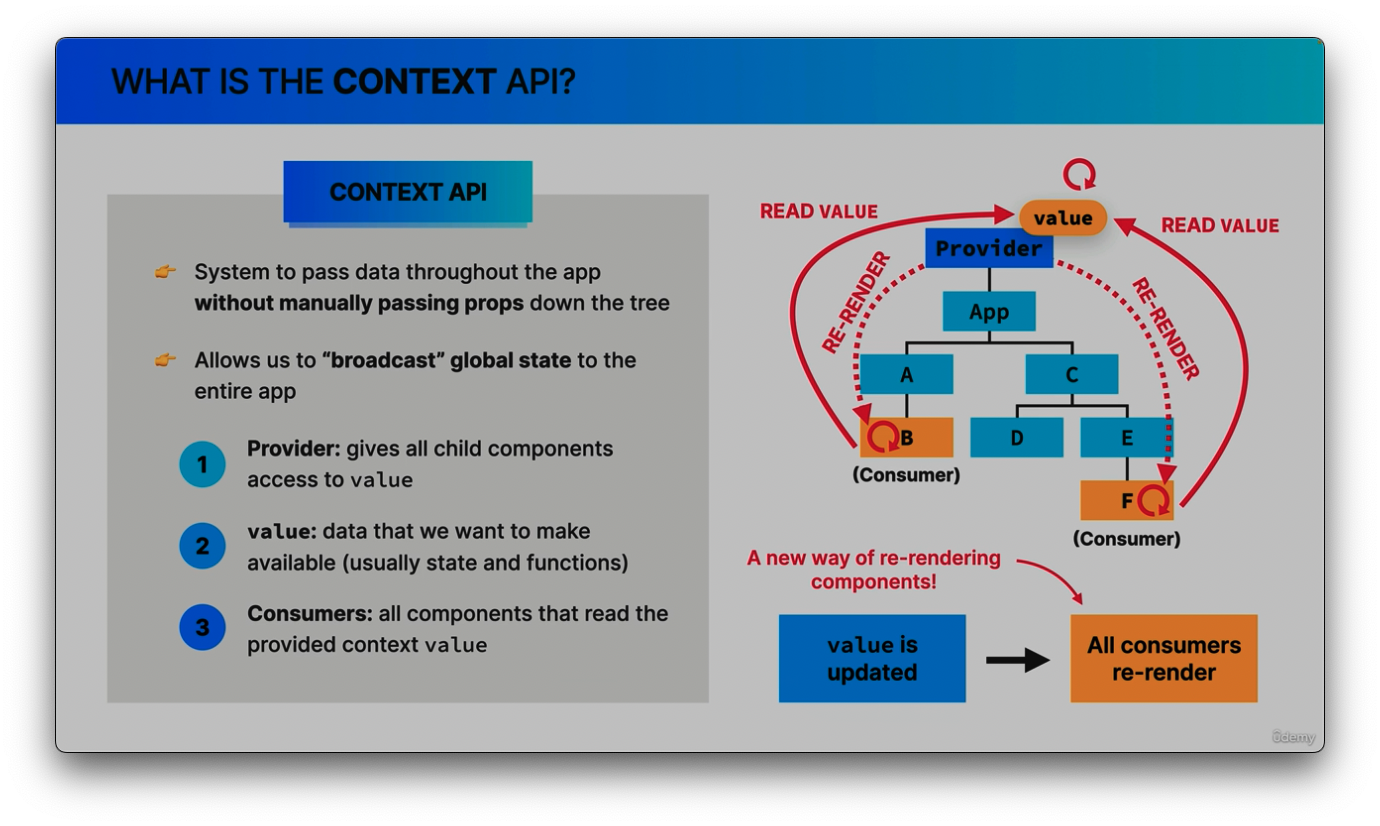 WHAT IS THE CONTEXT API?
CONTEXT API
System to pass data throughout the app
without manually passing props down the tree
Allows us to “broadcast” global state to the
entire app
1
Provider: gives all child components
access to value
2
value: data that we want to make
available (usually state and functions)
3
Consumers: all components that read the
provided context value
READ VALUE
value
READ VALUE
Provider
RE-RENDER
RE-RENDER
App
A
C
B
D
E
(Consumer)
F
(Consumer)
A new way of re-rendering
components!
value is
updated
All consumers
re-render
ûdemy